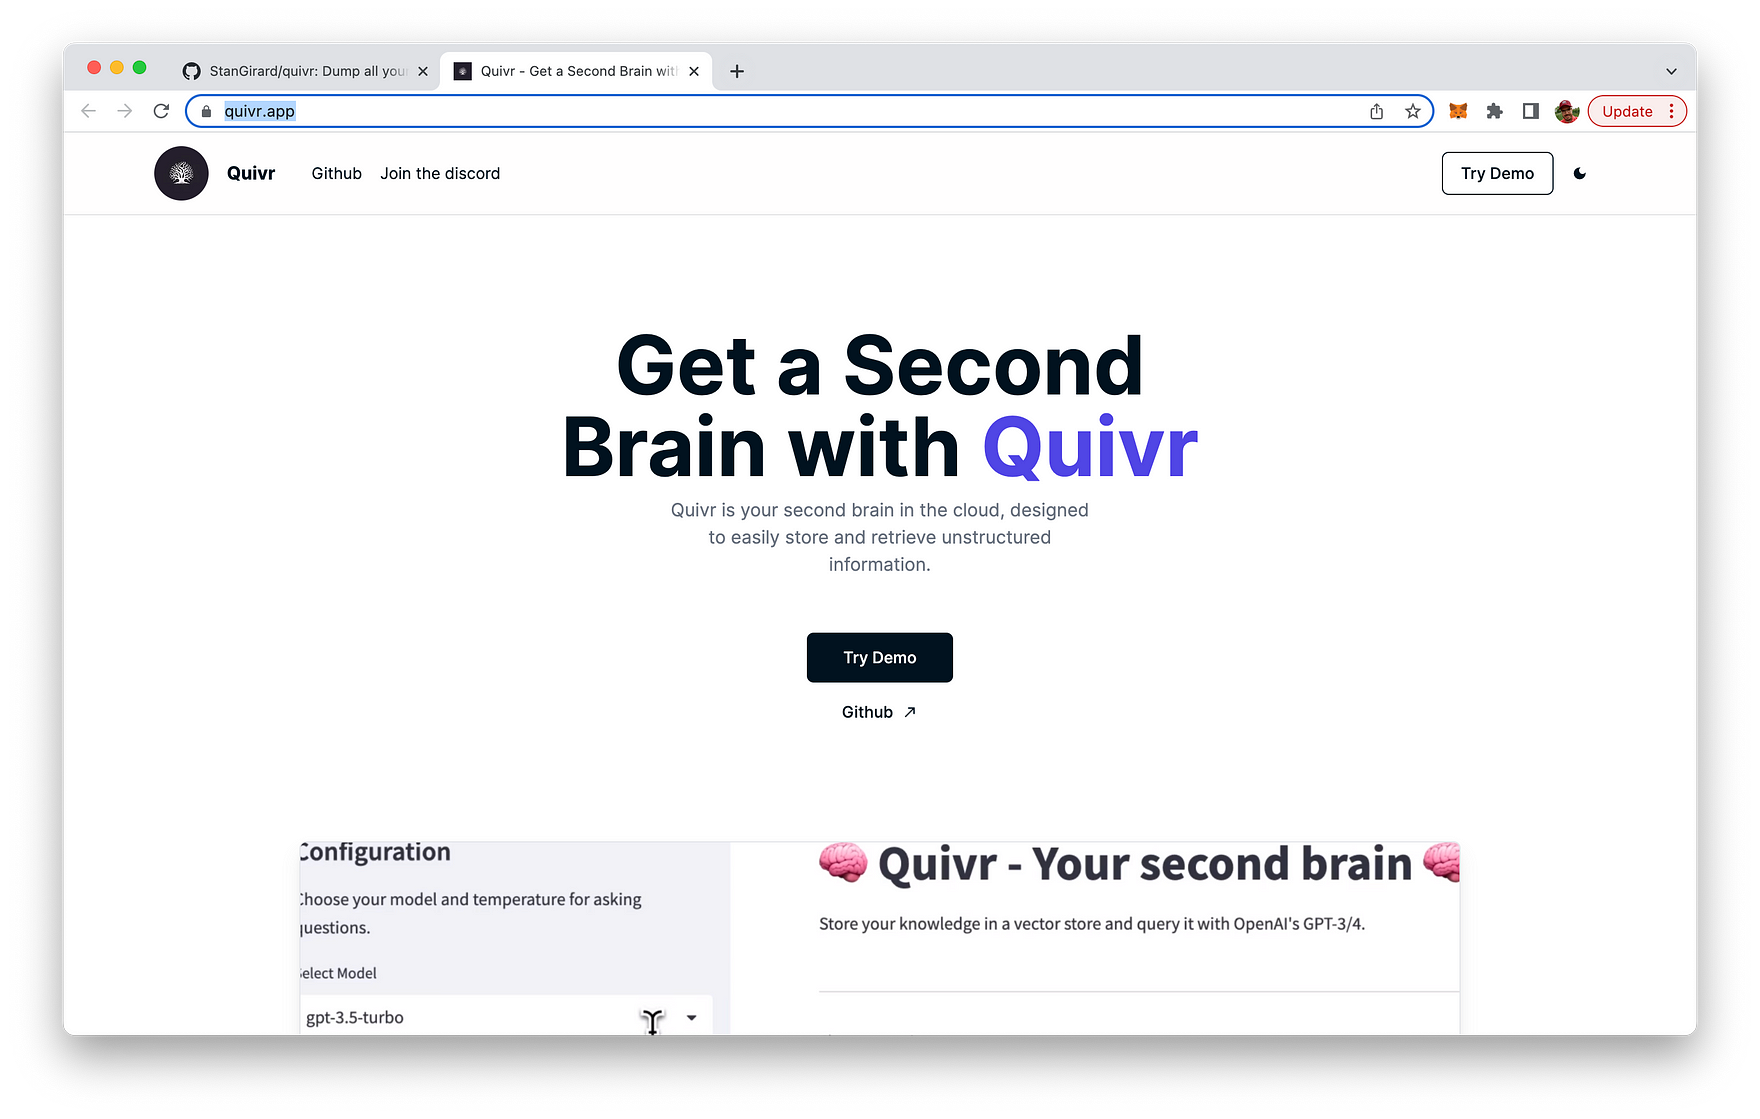 StanGirard/quivr: Dump all your
Quivr - Get a Second Brain with
quivr.app
Update
Quivr
Github
Join the discord
Try Demo
Get a Second
Brain with Quivr
Quivr is your second brain in the cloud, designed
to easily store and retrieve unstructured
information.
Try Demo
Github
Configuration
Choose your model and temperature for asking
questions.
Select Model
gpt-3.5-turbo
Quivr - Your second brain
Store your knowledge in a vector store and query it with OpenAI's GPT-3/4.